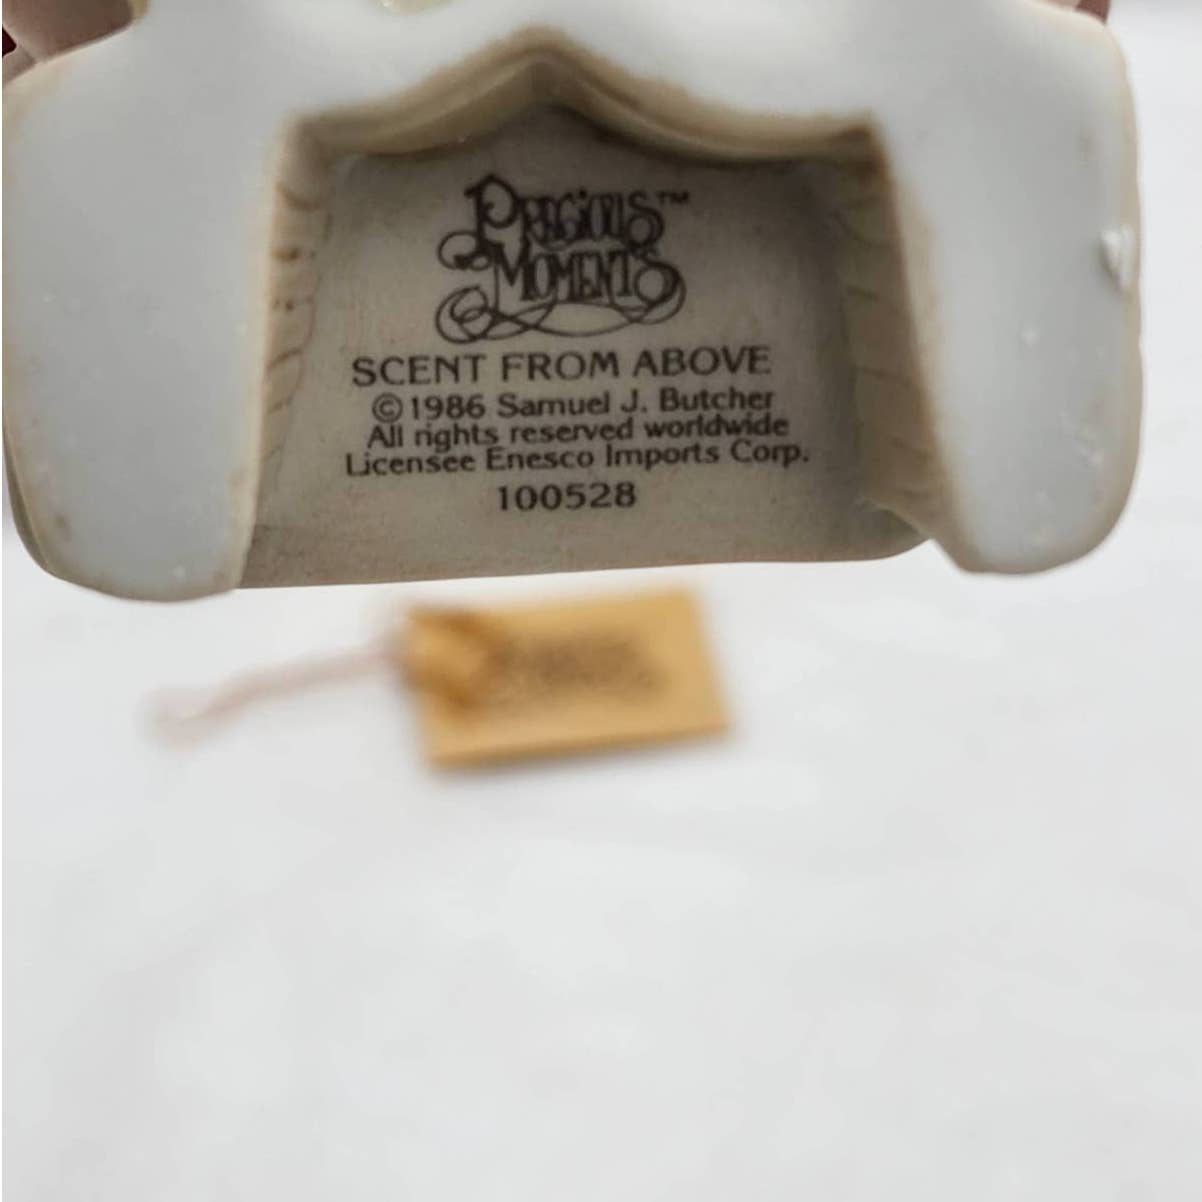 PRECIOUS™
MOMENTS
SCENT FROM ABOVE
©1986 Samuel J. Butcher
All rights reserved worldwide
Licensee Enesco Imports Corp.
100528